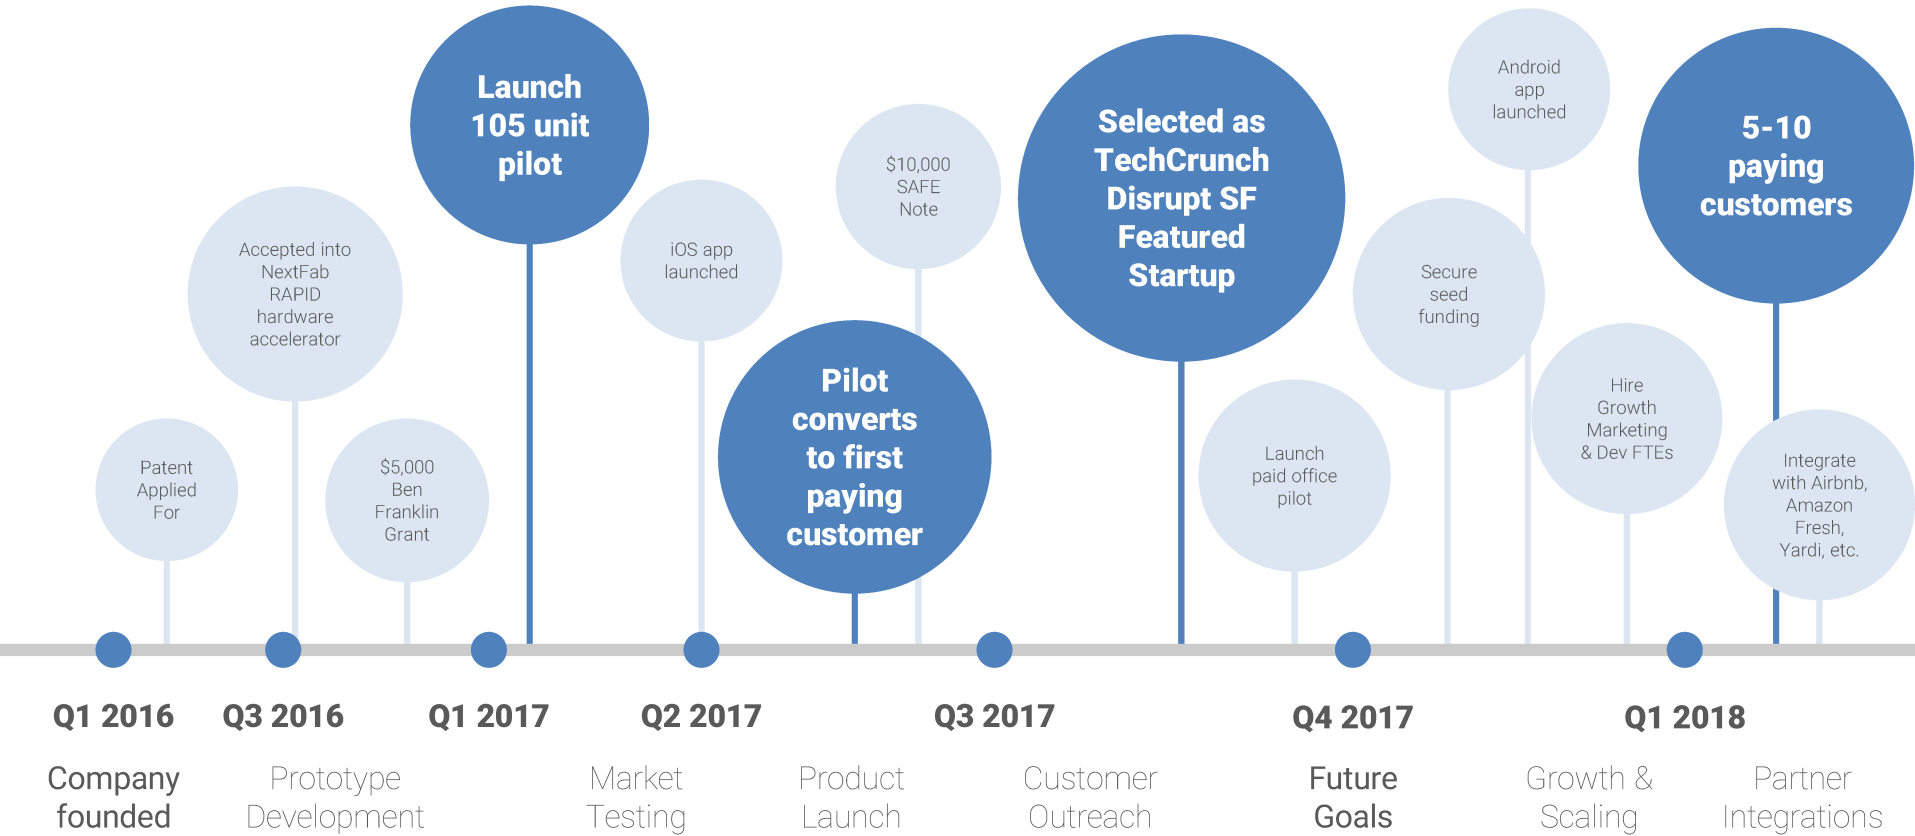 Patent
Applied
For
Accepted into
NextFab
RAPID
hardware
accelerator
$5,000
Ben
Franklin
Grant
Launch
105 unit
pilot
iOS app
launched
Pilot
converts
to first
paying
customer
$10,000
SAFE
Note
Selected as
TechCrunch
Disrupt SF
Featured
Startup
Launch
paid office
pilot
Secure
seed
funding
Android
app
launched
Hire
Growth
Marketing
& Dev FTEs
5-10
paying
customers
Integrate
with Airbnb,
Amazon
Fresh,
Yardi, etc.
Q1 2016
Q3 2016
Q1 2017
Q2 2017
Q3 2017
Q4 2017
Q1 2018
Company
founded
Prototype
Development
Market
Testing
Product
Launch
Customer
Outreach
Future
Goals
Growth &
Scaling
Partner
Integrations